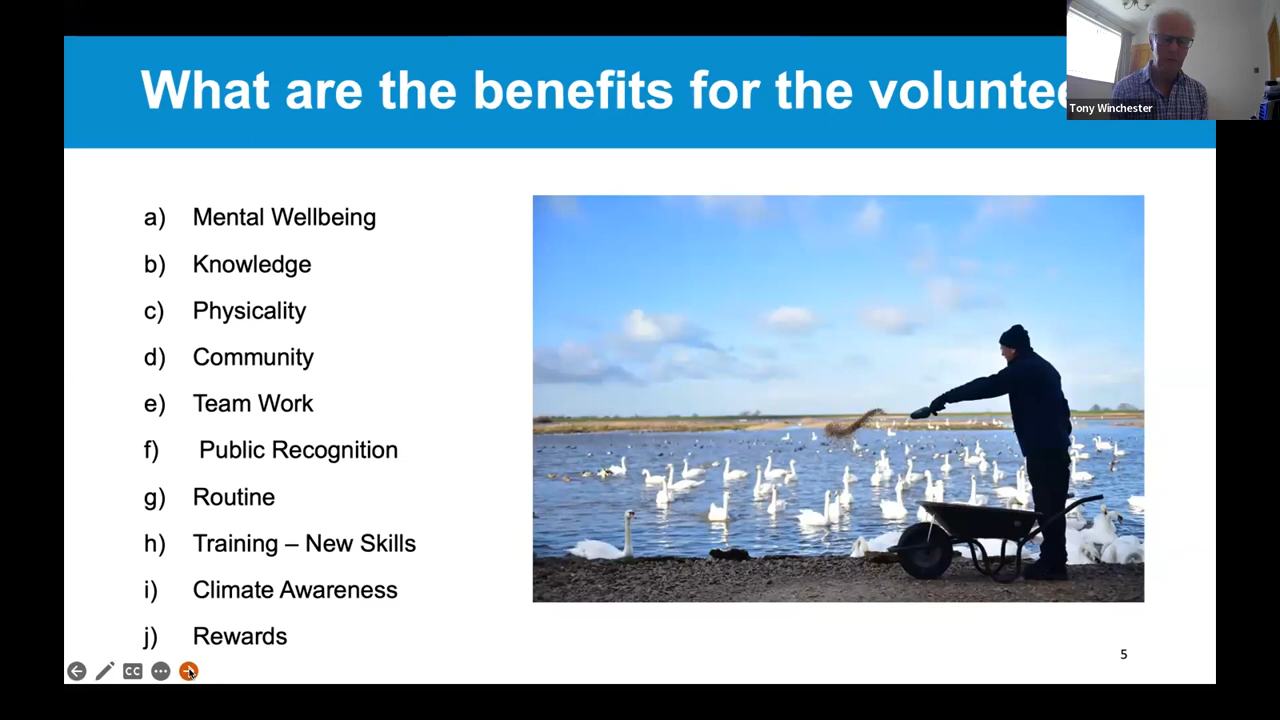 What are the benefits for the voluntee
Tony Winchester
a) Mental Wellbeing
b) Knowledge
c) Physicality
d) Community
e) Team Work
f) Public Recognition
g) Routine
h) Training – New Skills
i) Climate Awareness
j) Rewards
5
CC